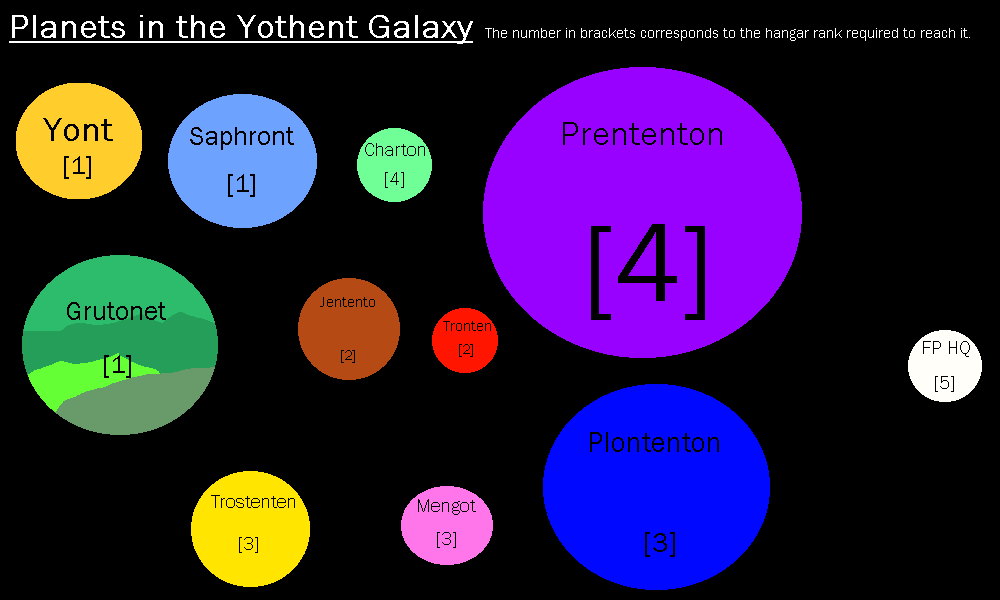 Planets in the Yothent Galaxy
The number in brackets corresponds to the hangar rank required to reach it.
Yont
[1]
Saphront
[1]
Charton
[4]
Prententon
[4]
Grutonet
[1]
Jentento
[2]
Tronten
[2]
FP HQ
[5]
Trostenten
[3]
Mengot
[3]
Plontenton
[3]